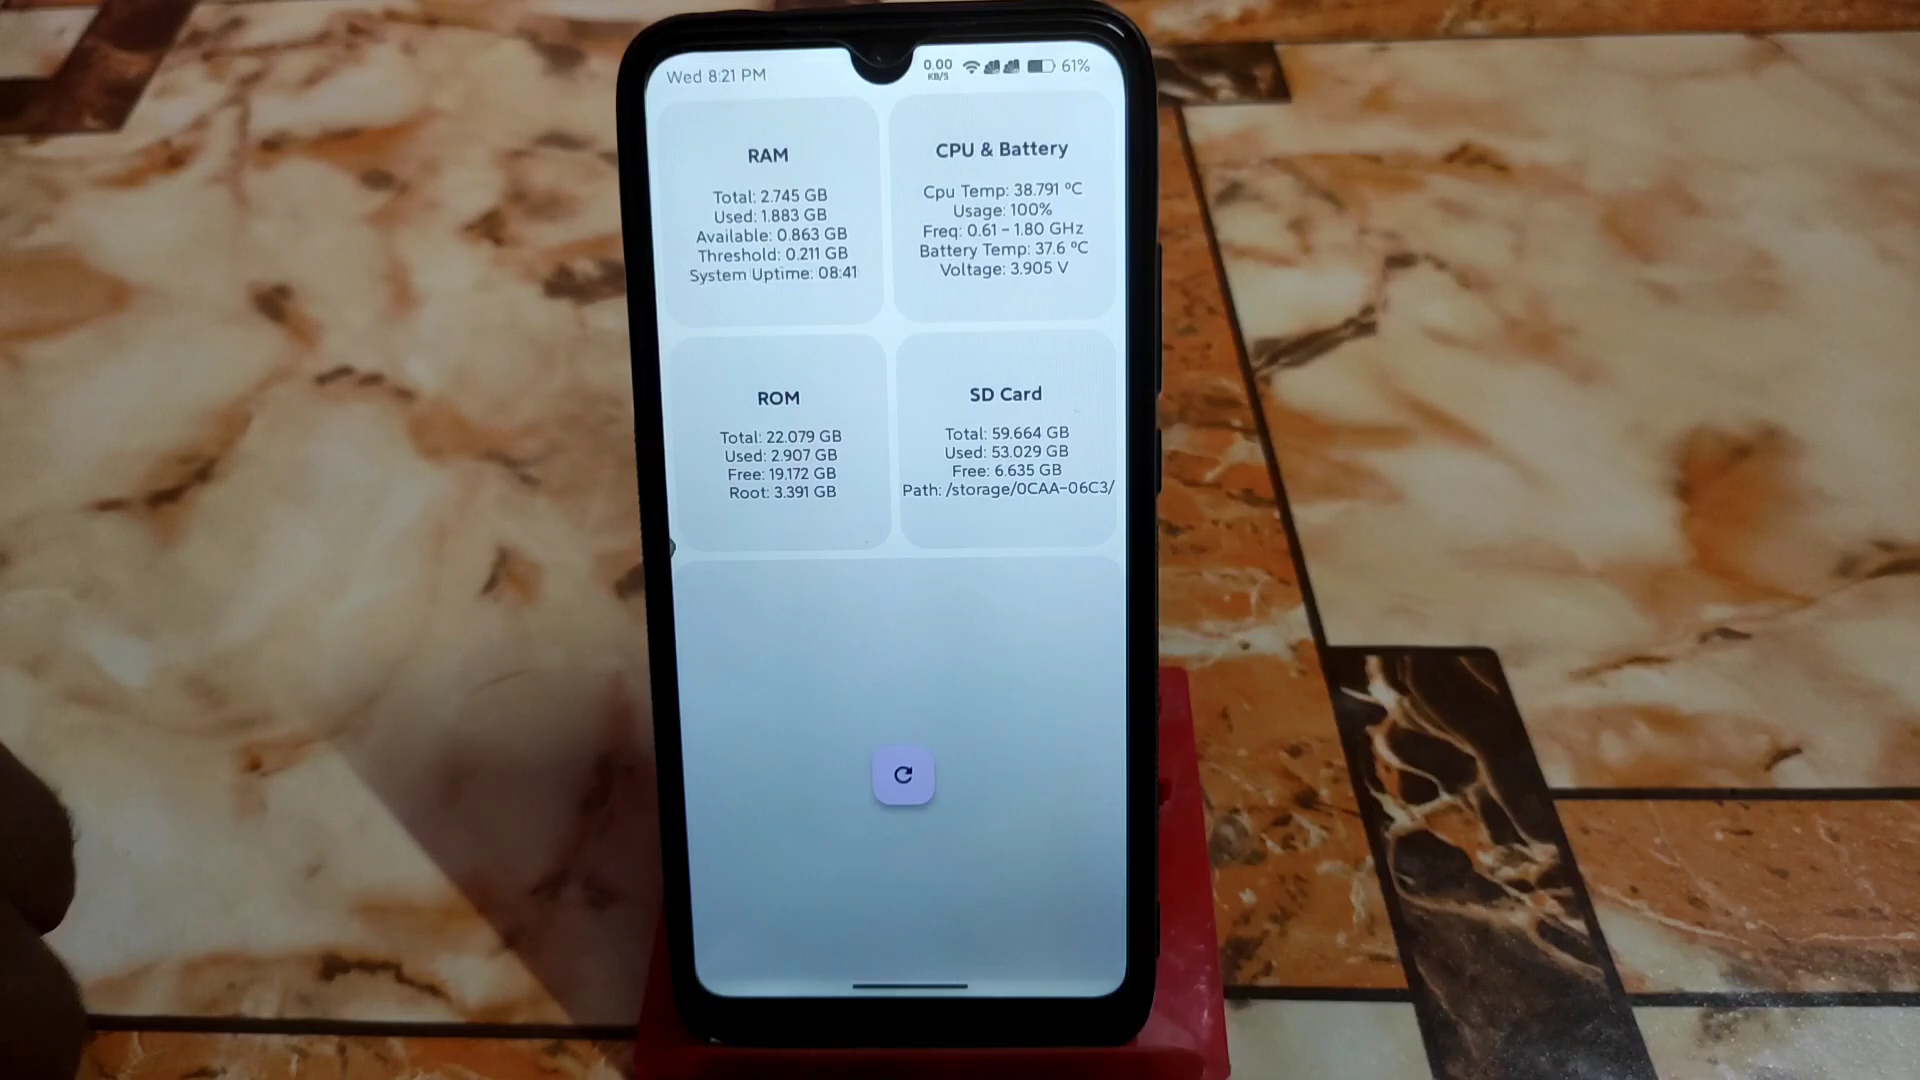 Wed 8:21 PM
0.00
KB/S
61%
RAM
Total: 2.745 GB
Used: 1.883 GB
Available: 0.863 GB
Threshold: 0.211 GB
System Uptime: 08:41
CPU & Battery
Cpu Temp: 38.791 ºC
Usage: 100%
Freq: 0.61 - 1.80 GHz
Battery Temp: 37.6 ºC
Voltage: 3.905 V
ROM
Total: 22.079 GB
Used: 2.907 GB
Free: 19.172 GB
Root: 3.391 GB
SD Card
Total: 59.664 GB
Used: 53.029 GB
Free: 6.635 GB
Path: /storage/0CAA-06C3/